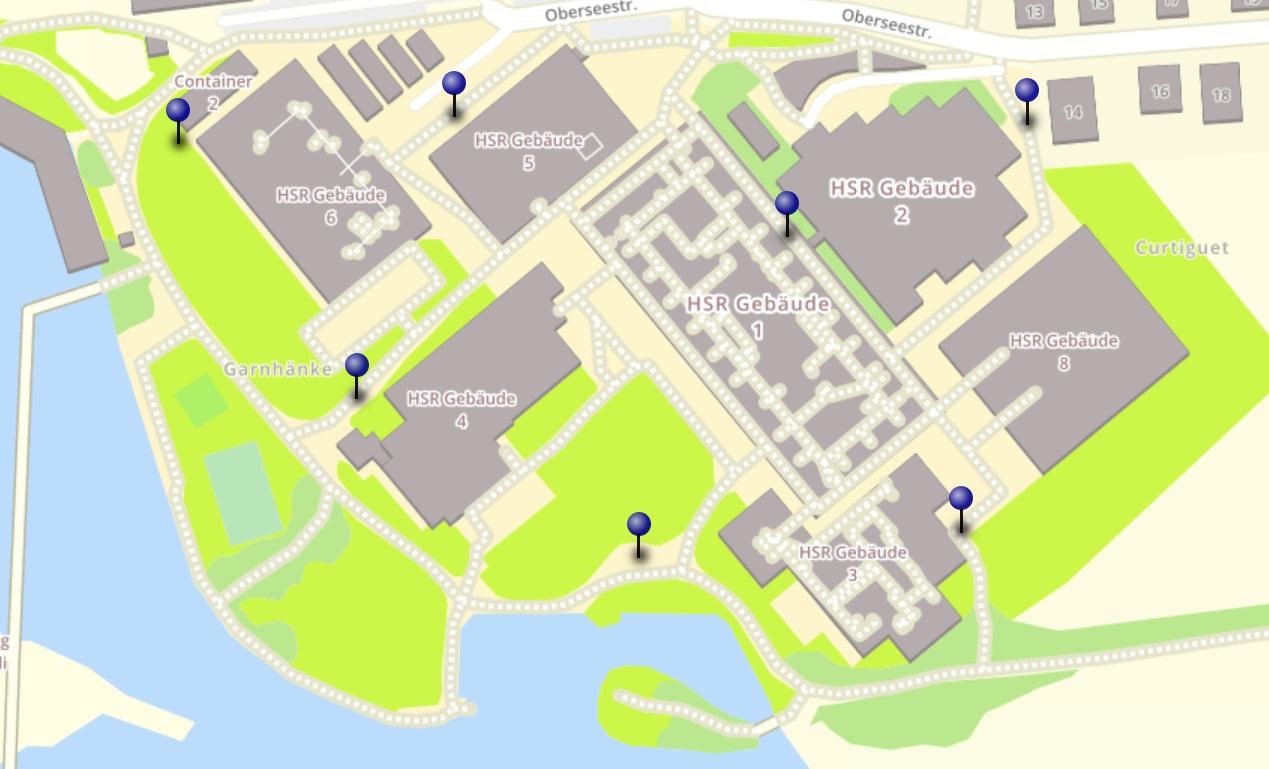 Oberseestr.
Oberseestr.
13
15
17
Container
2
HSR Gebäude
5
14
16
18
HSR Gebäude
6
HSR Gebäude
2
Curtiguet
HSR Gebäude
1
HSR Gebäude
8
Garnhänke
HSR Gebäude
4
HSR Gebäude
3